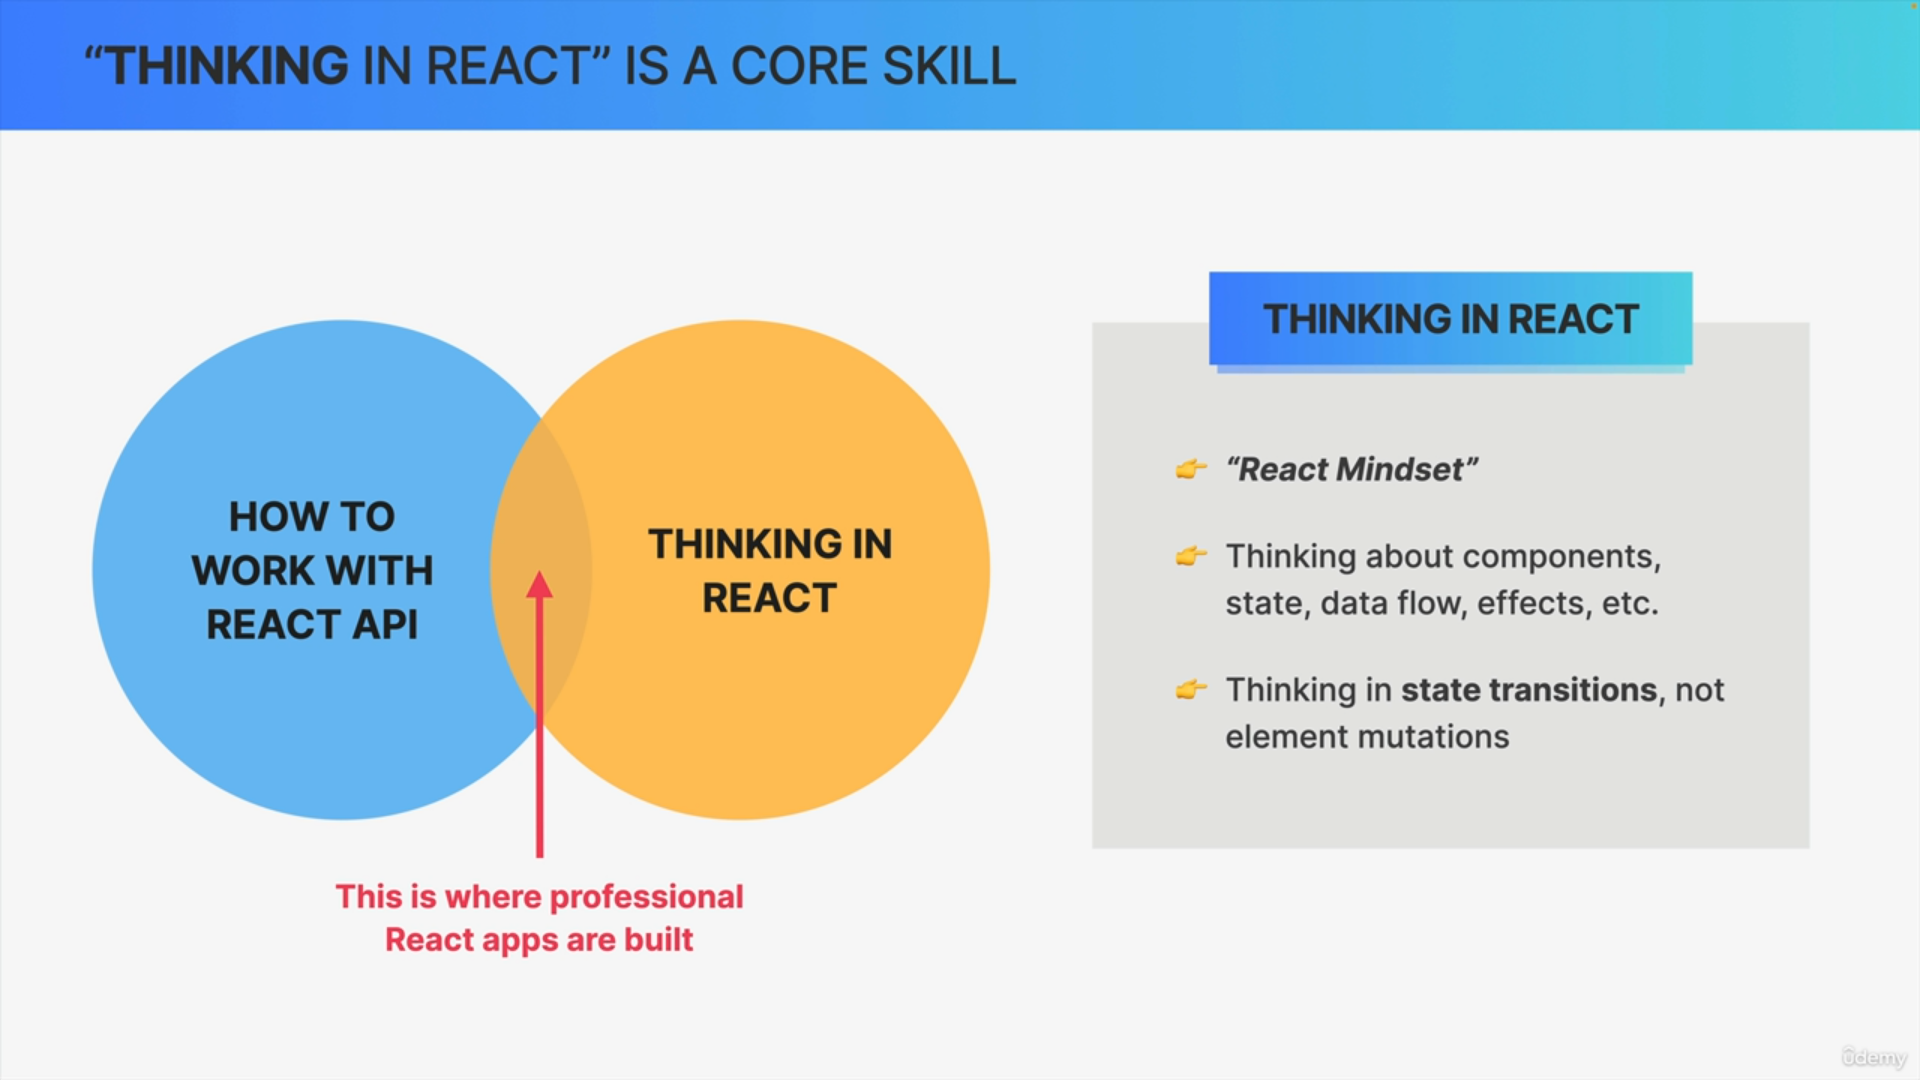 “THINKING IN REACT” IS A CORE SKILL
HOW TO
WORK WITH
REACT API
THINKING IN
REACT
This is where professional
React apps are built
THINKING IN REACT
👉 “React Mindset”
👉 Thinking about components,
state, data flow, effects, etc.
👉 Thinking in state transitions, not
element mutations
ûdemy